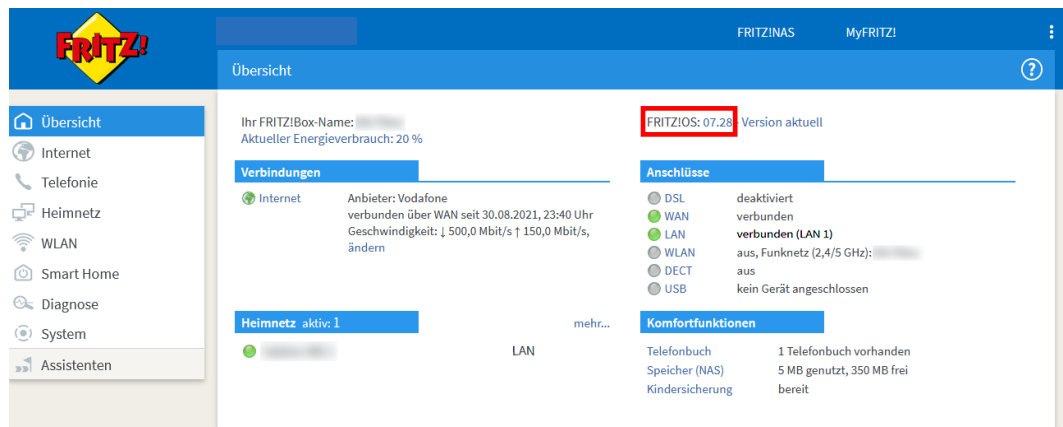 FRITZ!
FRITZ!NAS MyFRITZ!
Übersicht
Übersicht
Internet
Telefonie
Heimnetz
WLAN
Smart Home
Diagnose
System
Assistenten
Ihr FRITZ!Box-Name:
Aktueller Energieverbrauch: 20 %
FRITZ!OS: 07.28 - Version aktuell
Verbindungen
Internet Anbieter: Vodafone
verbunden über WAN seit 30.08.2021, 23:40 Uhr
Geschwindigkeit: ↓ 500,0 Mbit/s ↑ 150,0 Mbit/s,
ändern
Anschlüsse
DSL deaktiviert
WAN verbunden
LAN verbunden (LAN 1)
WLAN aus, Funknetz (2,4/5 GHz):
DECT aus
USB kein Gerät angeschlossen
Heimnetz aktiv: 1 mehr...
LAN
Komfortfunktionen
Telefonbuch 1 Telefonbuch vorhanden
Speicher (NAS) 5 MB genutzt, 350 MB frei
Kindersicherung bereit